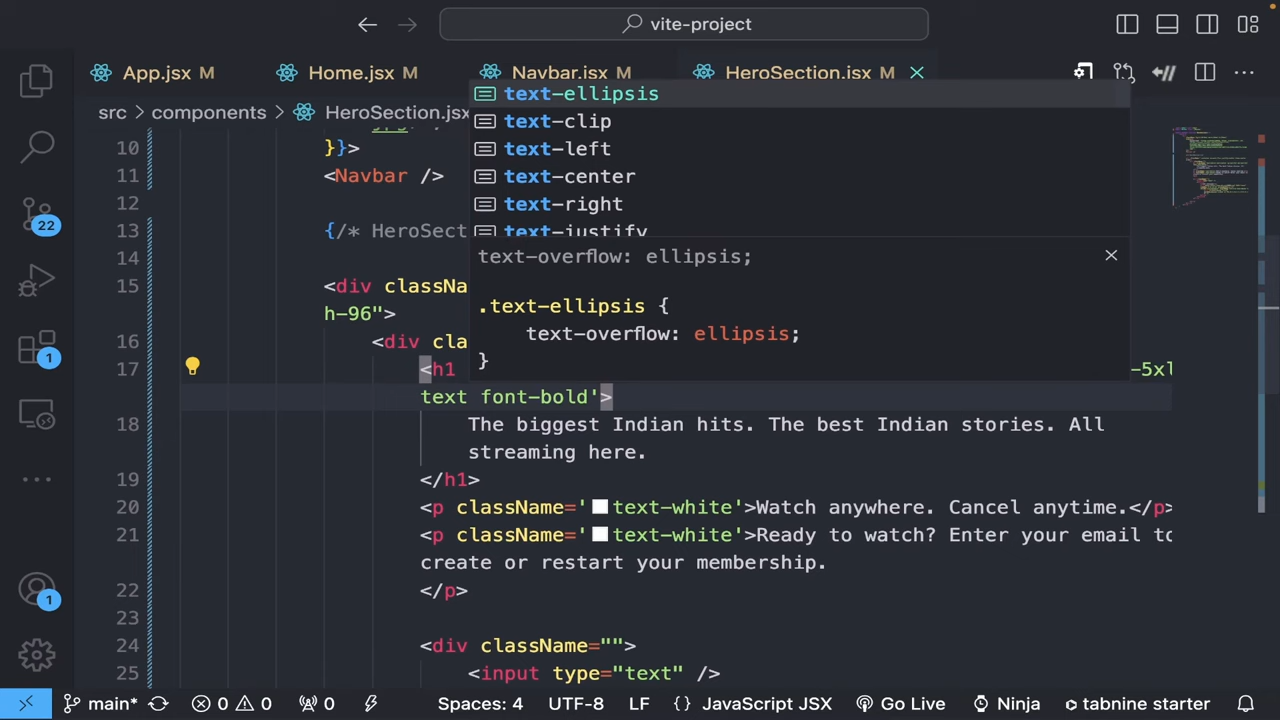 vite-project
App.jsx M
Home.jsx M
Navbar.jsx M
HeroSection.jsx M
src > components > HeroSection.jsx
text-ellipsis
text-clip
text-left
text-center
text-right
text-justify
text-overflow: ellipsis;
.text-ellipsis {
text-overflow: ellipsis;
}
10 }}>
11 <Navbar />
12
13 {/* HeroSect
14
15 <div classNa
h-96">
16 <div cla
17 <h1 -5xl
text font-bold'>
18 The biggest Indian hits. The best Indian stories. All
streaming here.
19 </h1>
20 <p className='text-white'>Watch anywhere. Cancel anytime.</p>
21 <p className='text-white'>Ready to watch? Enter your email to
create or restart your membership.
22 </p>
23
24 <div className="">
25 <input type="text" />
22
1
1
main* 0 0 0 Spaces: 4 UTF-8 LF {} JavaScript JSX Go Live Ninja tabnine starter